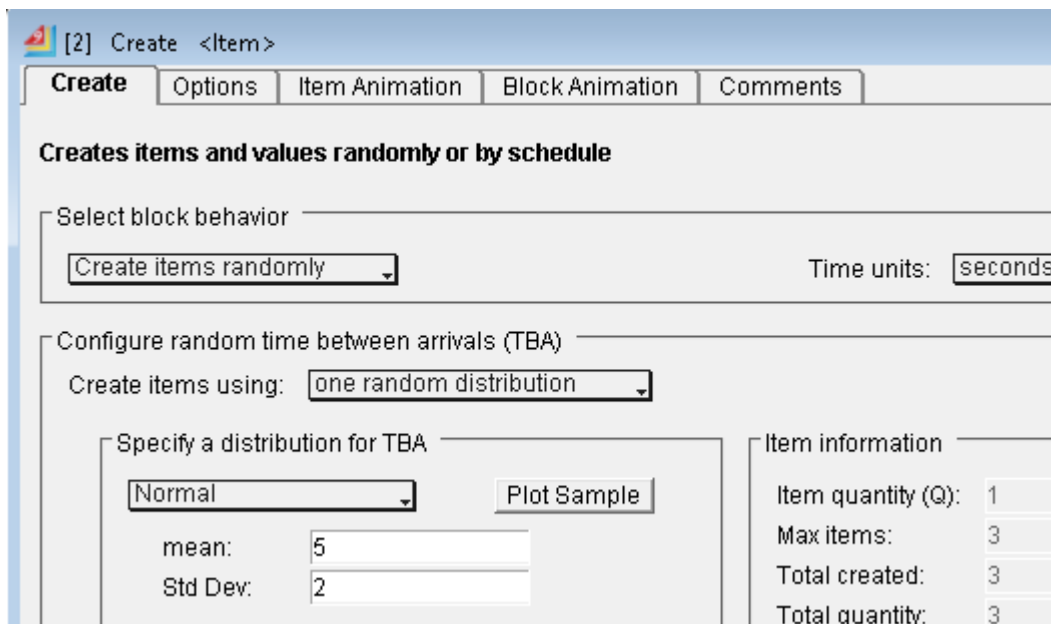 [2] Create <Item>
Create Options Item Animation Block Animation Comments
Creates items and values randomly or by schedule
Select block behavior
Create items randomly Time units: seconds
Configure random time between arrivals (TBA)
Create items using: one random distribution
Specify a distribution for TBA
Normal Plot Sample
mean: 5
Std Dev: 2
Item information
Item quantity (Q): 1
Max items: 3
Total created: 3
Total quantity: 3